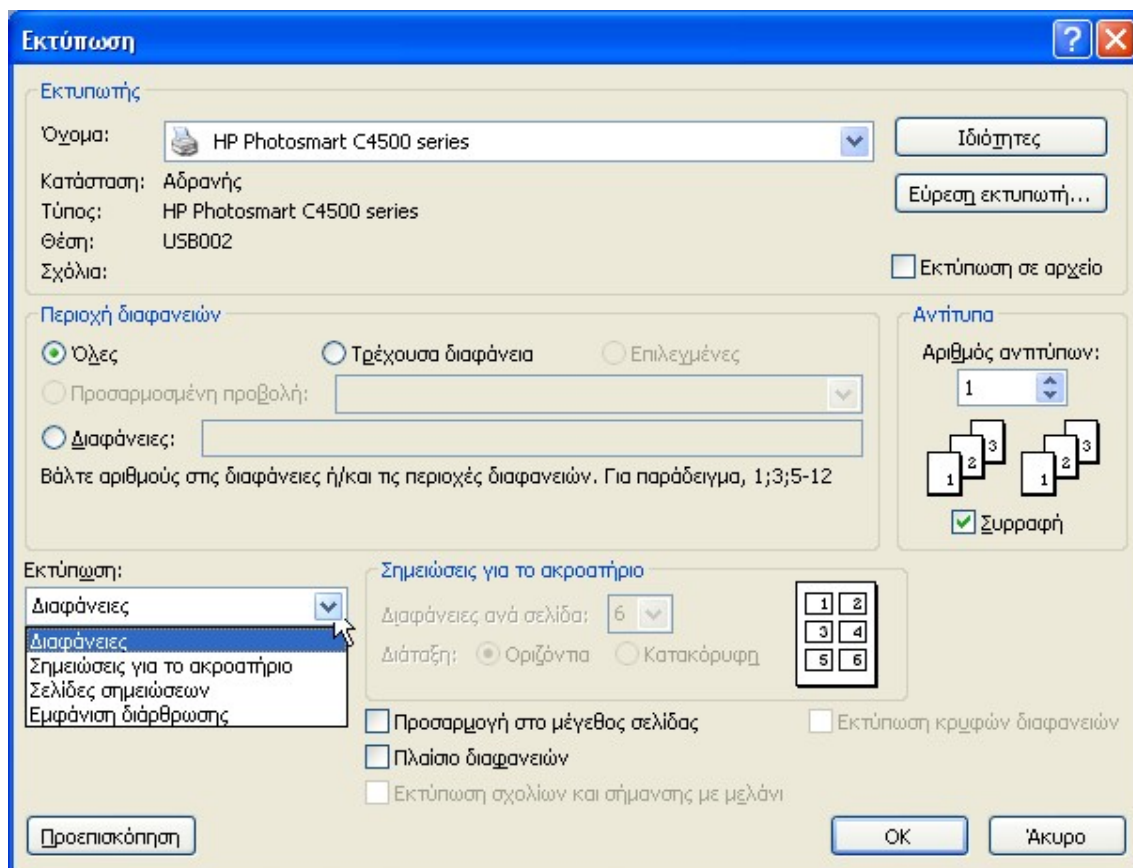 Εκτύπωση
Εκτυπωτής
Όνομα: HP Photosmart C4500 series Ιδιότητες
Κατάσταση: Αδρανής
Τύπος: HP Photosmart C4500 series Εύρεση εκτυπωτή...
Θέση: USB002
Σχόλια: Εκτύπωση σε αρχείο
Περιοχή διαφανειών Αντίτυπα
Όλες Τρέχουσα διαφάνεια Επιλεγμένες Αριθμός αντιτύπων:
Προσαρμοσμένη προβολή: 1
Διαφάνειες:
Βάλτε αριθμούς στις διαφάνειες ή/και τις περιοχές διαφανειών. Για παράδειγμα, 1;3;5-12
1 2 3 1 2 3
Συρραφή
Εκτύπωση: Σημειώσεις για το ακροατήριο
Διαφάνειες Διαφάνειες ανά σελίδα: 6 1 2
Διαφάνειες 3 4
Σημειώσεις για το ακροατήριο Διάταξη: Οριζόντια Κατακόρυφη 5 6
Σελίδες σημειώσεων
Εμφάνιση διάρθρωσης Προσαρμογή στο μέγεθος σελίδας Εκτύπωση κρυφών διαφανειών
Πλαίσιο διαφανειών
Εκτύπωση σχολίων και σήμανσης με μελάνι
Προεπισκόπηση OK Άκυρο